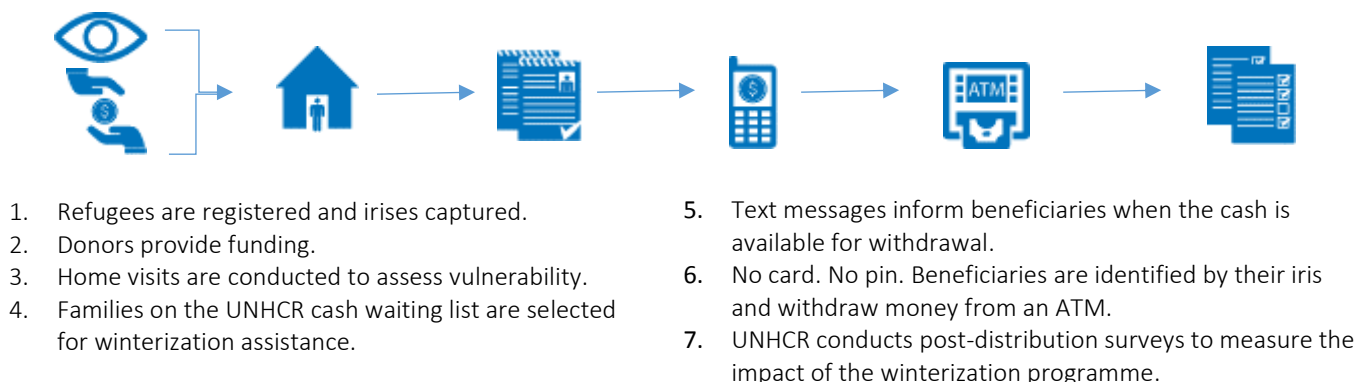 ATM
1. Refugees are registered and irises captured.
2. Donors provide funding.
3. Home visits are conducted to assess vulnerability.
4. Families on the UNHCR cash waiting list are selected
for winterization assistance.
5. Text messages inform beneficiaries when the cash is
available for withdrawal.
6. No card. No pin. Beneficiaries are identified by their iris
and withdraw money from an ATM.
7. UNHCR conducts post-distribution surveys to measure the
impact of the winterization programme.